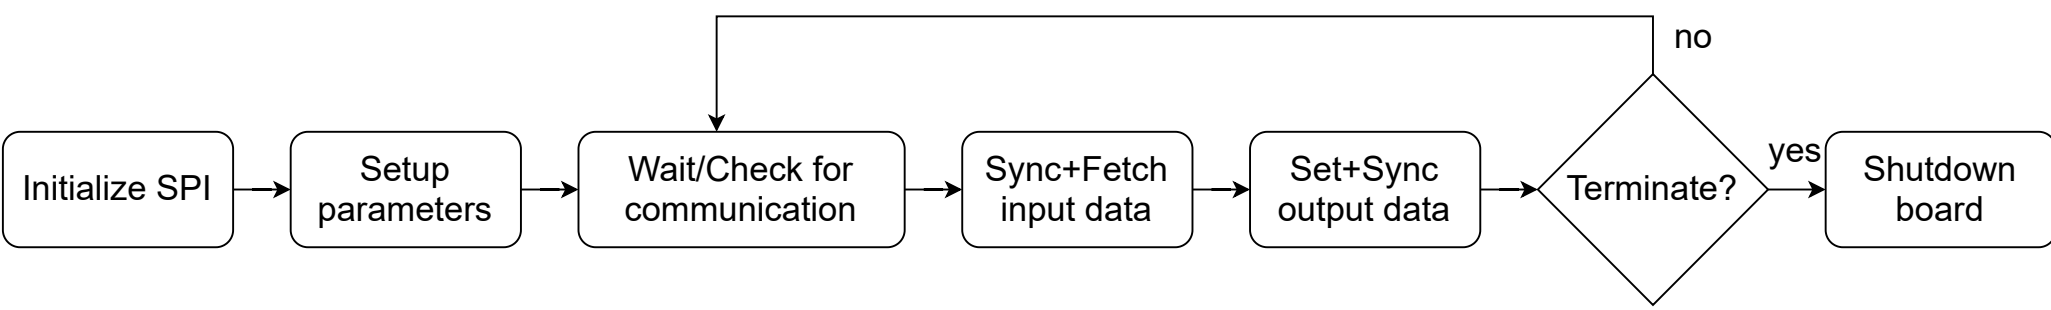 no
Initialize SPI
Setup
parameters
Wait/Check for
communication
Sync+Fetch
input data
Set+Sync
output data
Terminate?
yes
Shutdown
board